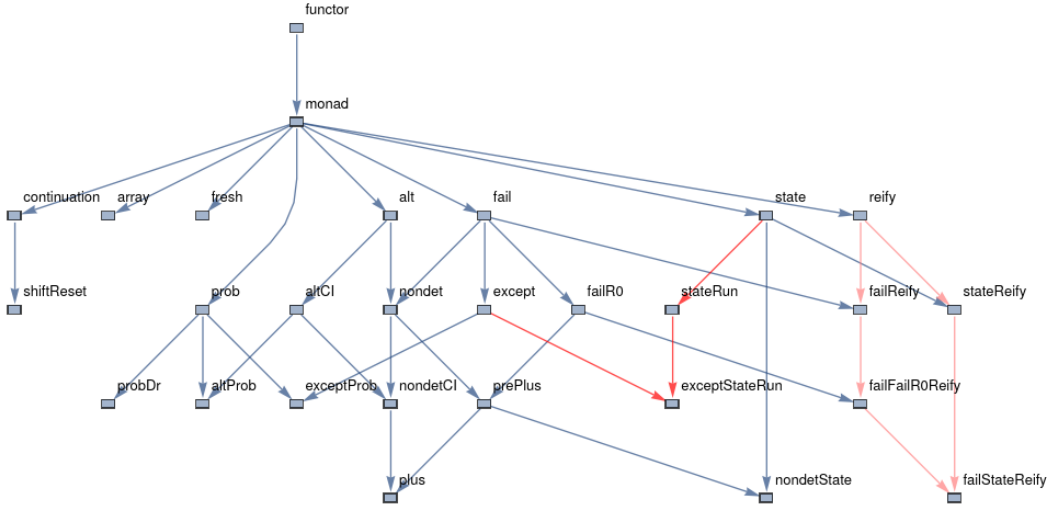 functor
monad
continuation
array
fresh
alt
fail
state
reify
shiftReset
prob
altCI
nondet
except
failR0
stateRun
failReify
stateReify
probDr
altProb
exceptProb
nondetCI
prePlus
exceptStateRun
failFailR0Reify
plus
nondetState
failStateReify